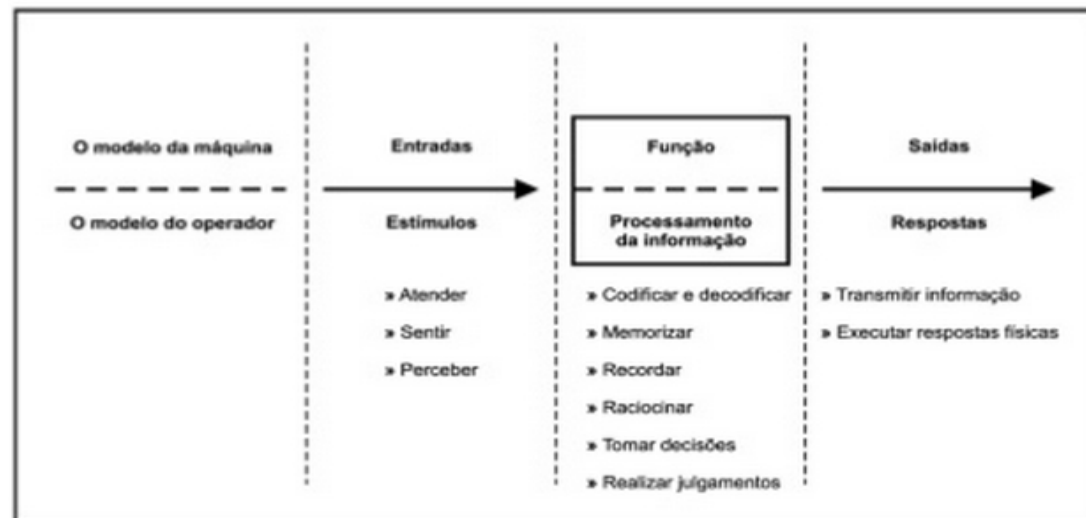 O modelo da máquina
O modelo do operador
Entradas
Estímulos
» Atender
» Sentir
» Perceber
Função
Processamento
da informação
» Codificar e decodificar
» Memorizar
» Recordar
» Raciocinar
» Tomar decisões
» Realizar julgamentos
Saídas
Respostas
» Transmitir informação
» Executar respostas físicas